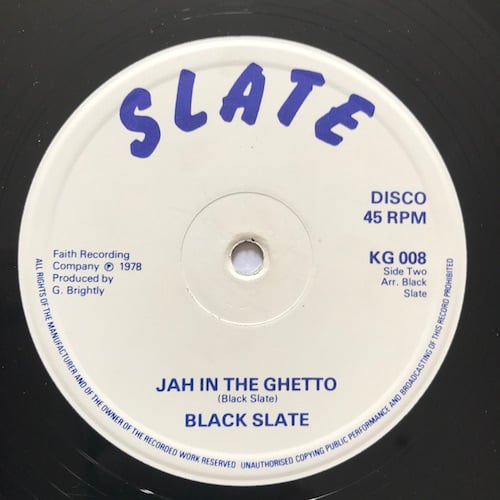 SLATE
DISCO
45 RPM
Faith Recording
Company ℗ 1978
Produced by
G. Brightly
KG 008
Side Two
Arr. Black
Slate
JAH IN THE GHETTO
(Black Slate)
BLACK SLATE
ALL RIGHTS OF THE MANUFACTURER AND OF THE OWNER OF THE RECORDED WORK RESERVED UNAUTHORISED COPYING PUBLIC PERFORMANCE AND BROADCASTING OF THIS RECORD PROHIBITED